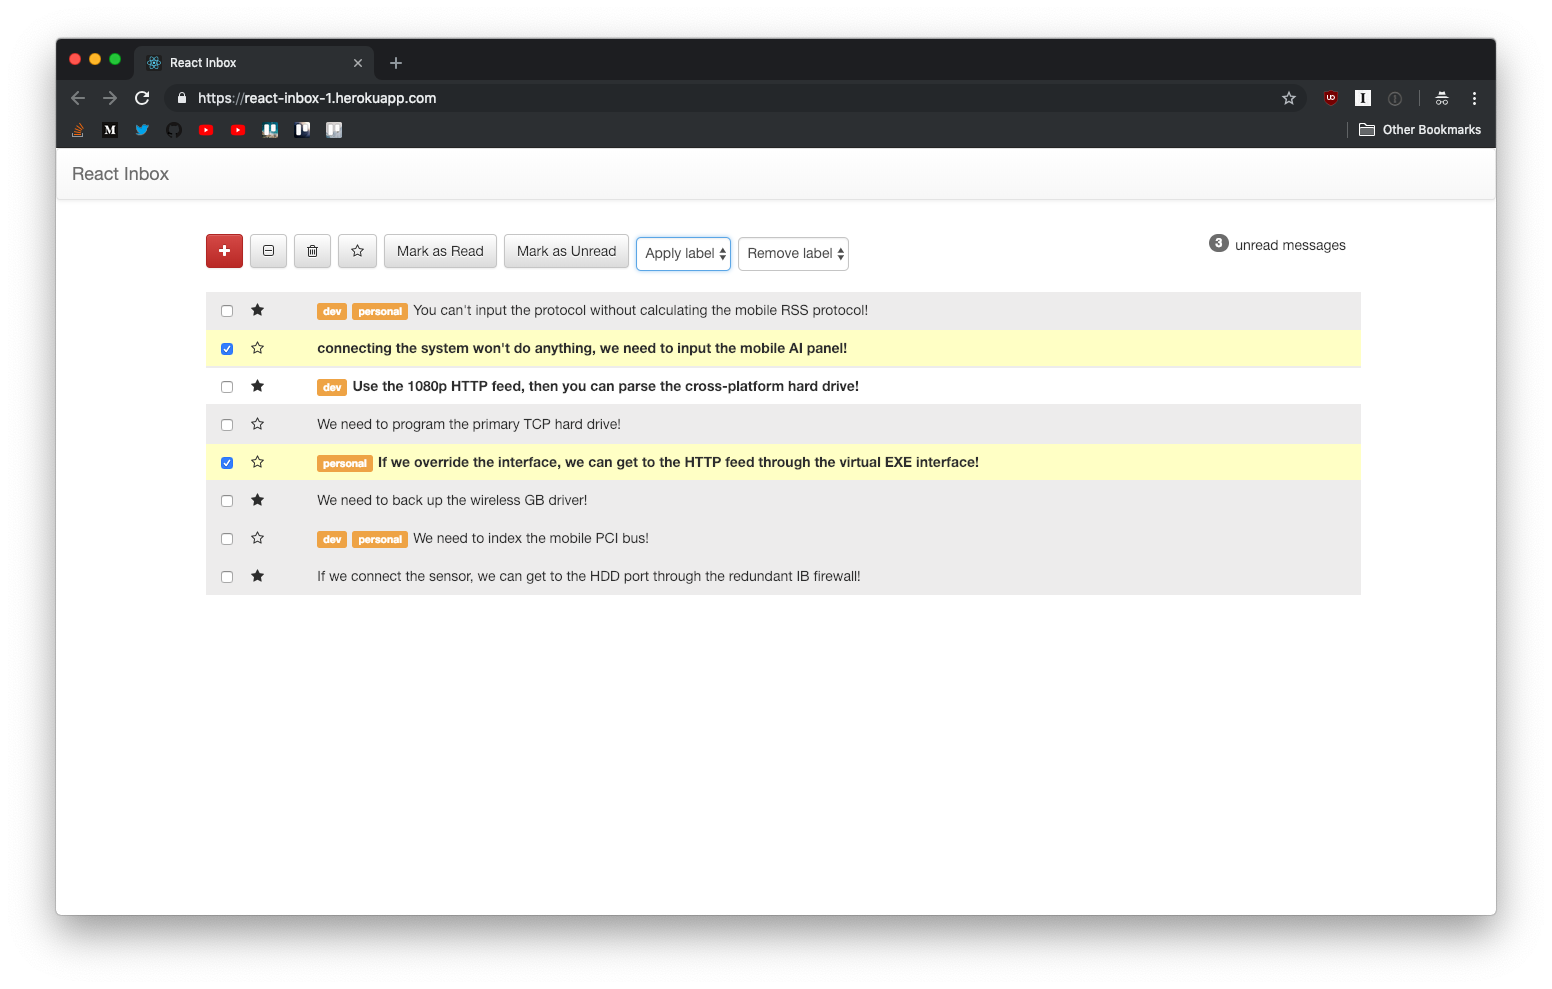 React Inbox
https://react-inbox-1.herokuapp.com
Other Bookmarks
React Inbox
+ Mark as Read Mark as Unread Apply label Remove label 3 unread messages
dev personal You can't input the protocol without calculating the mobile RSS protocol!
connecting the system won't do anything, we need to input the mobile AI panel!
dev Use the 1080p HTTP feed, then you can parse the cross-platform hard drive!
We need to program the primary TCP hard drive!
personal If we override the interface, we can get to the HTTP feed through the virtual EXE interface!
We need to back up the wireless GB driver!
dev personal We need to index the mobile PCI bus!
If we connect the sensor, we can get to the HDD port through the redundant IB firewall!